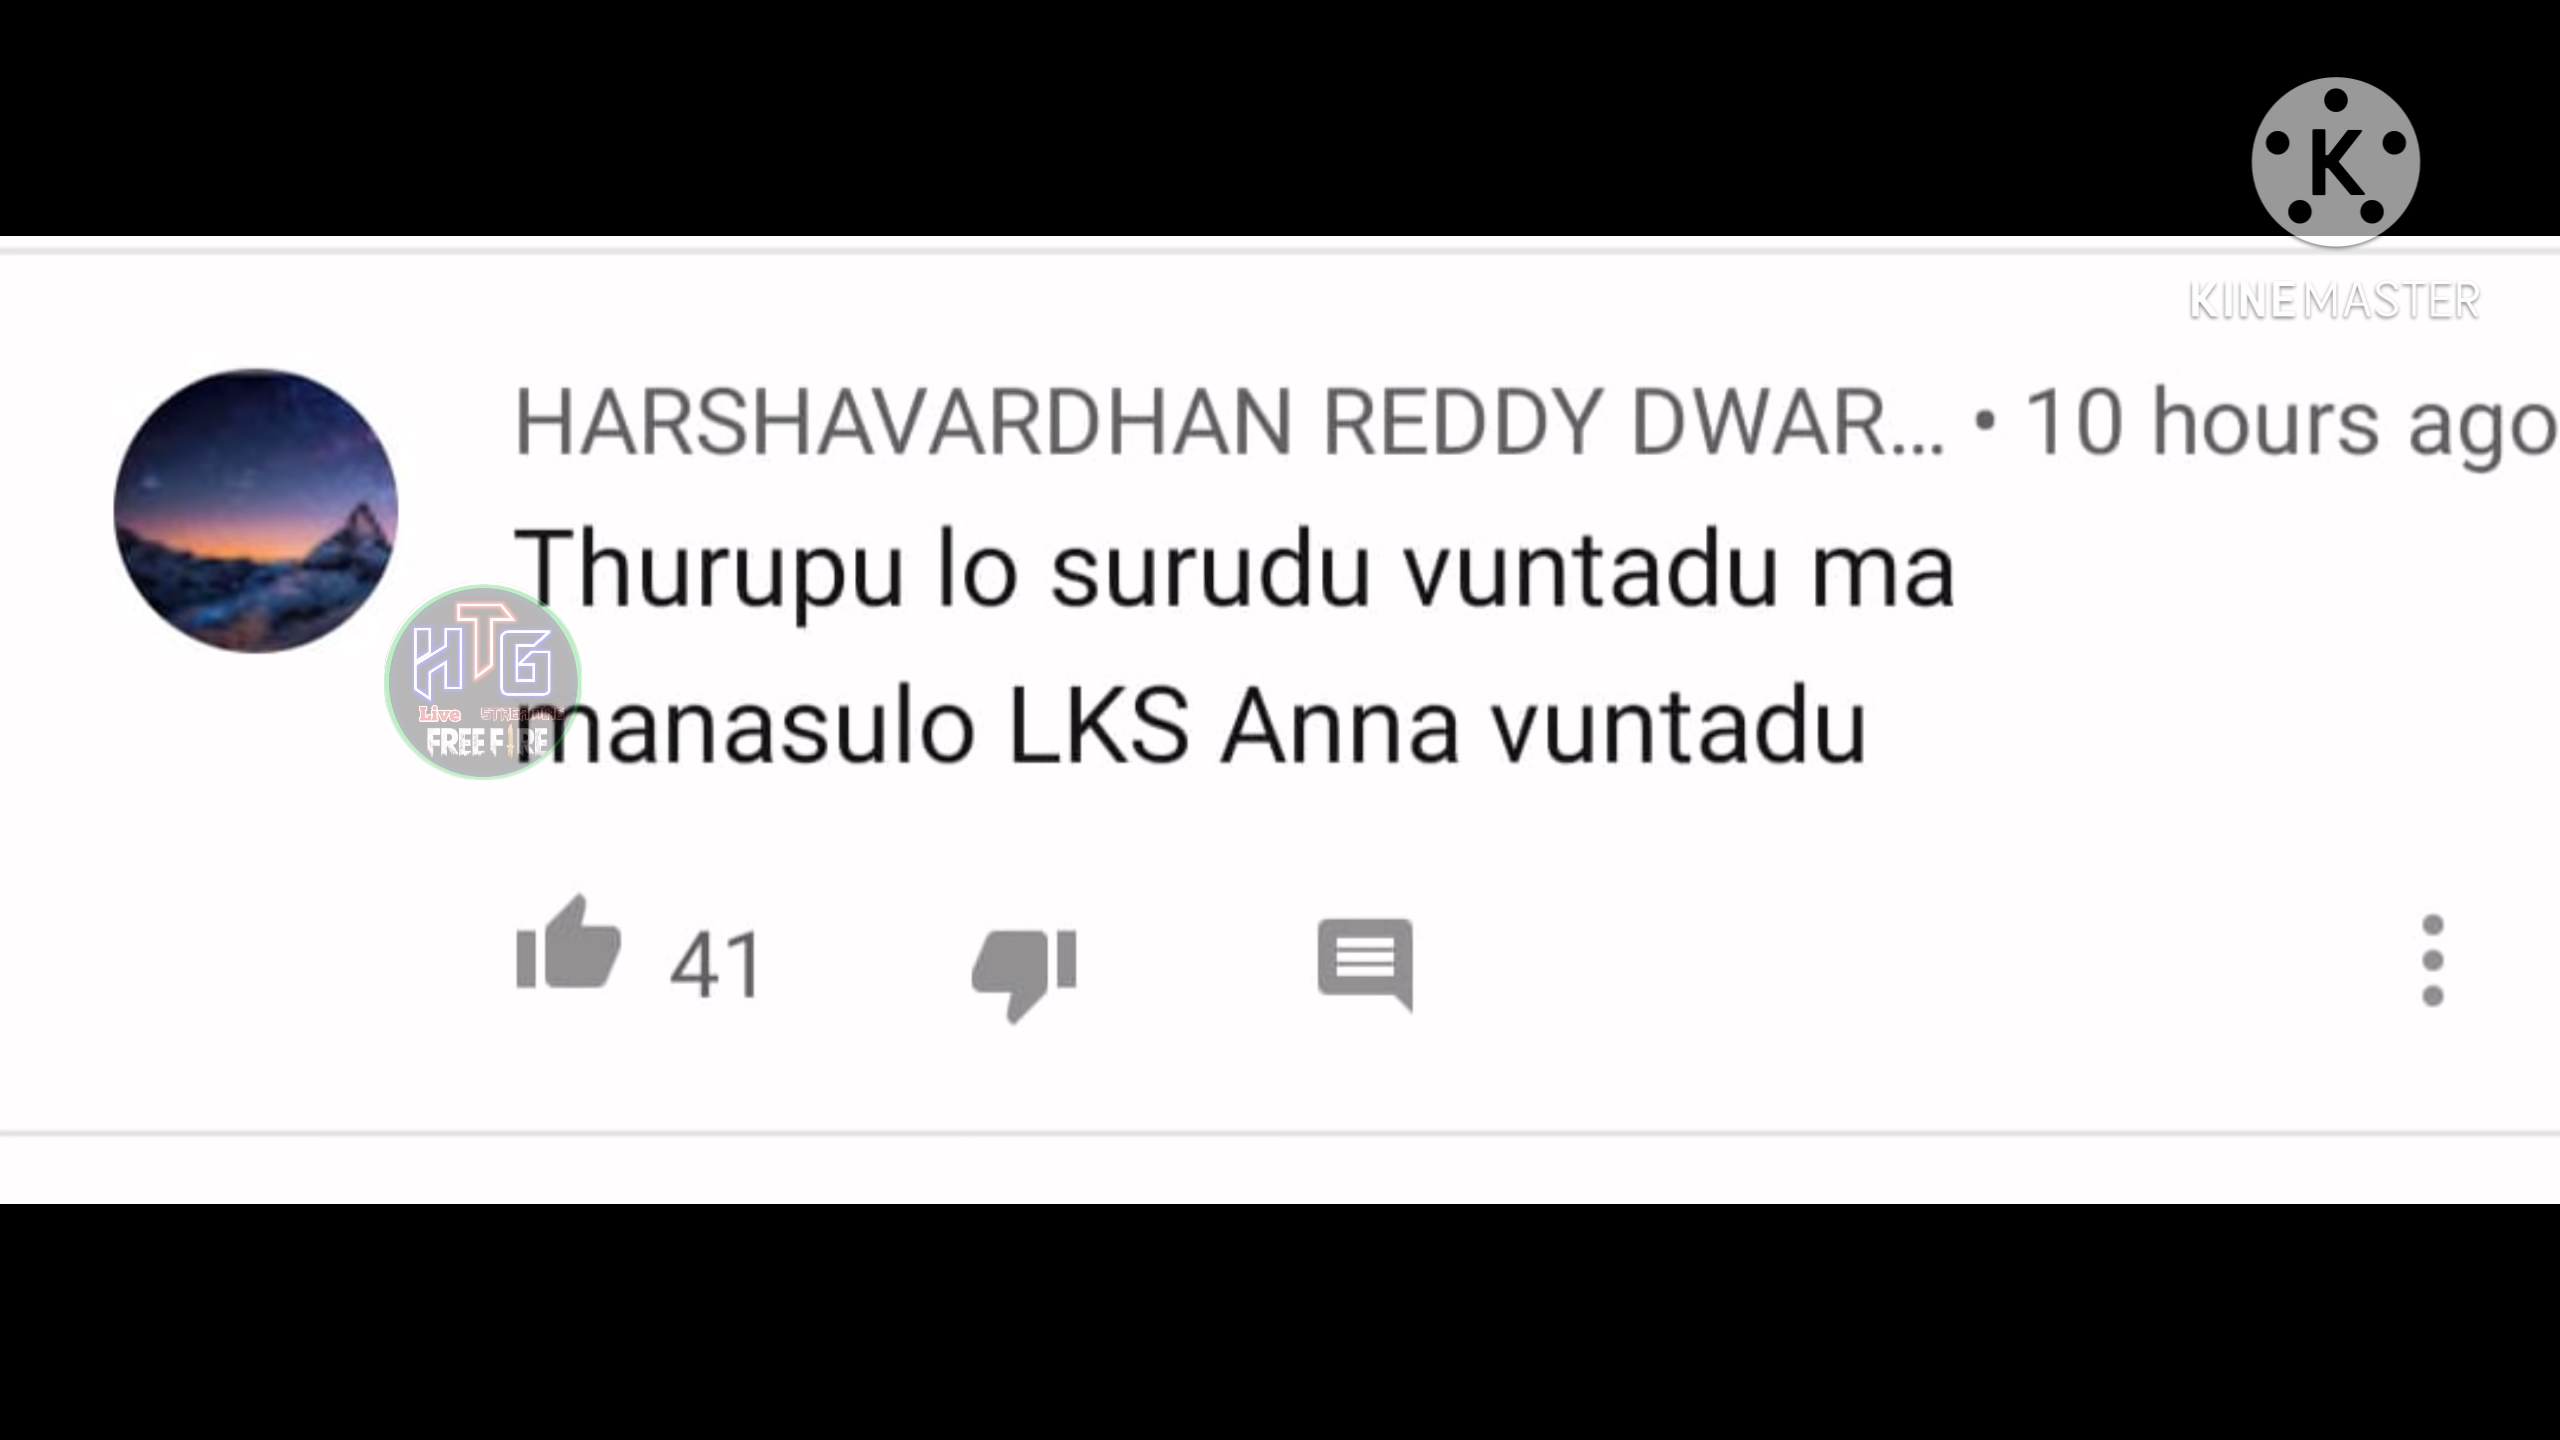 K
KINEMASTER
HARSHAVARDHAN REDDY DWAR... • 10 hours ago
Thurupu lo surudu vuntadu ma
manasulo LKS Anna vuntadu
HTG
Live STREAMING
FREE FIRE
41